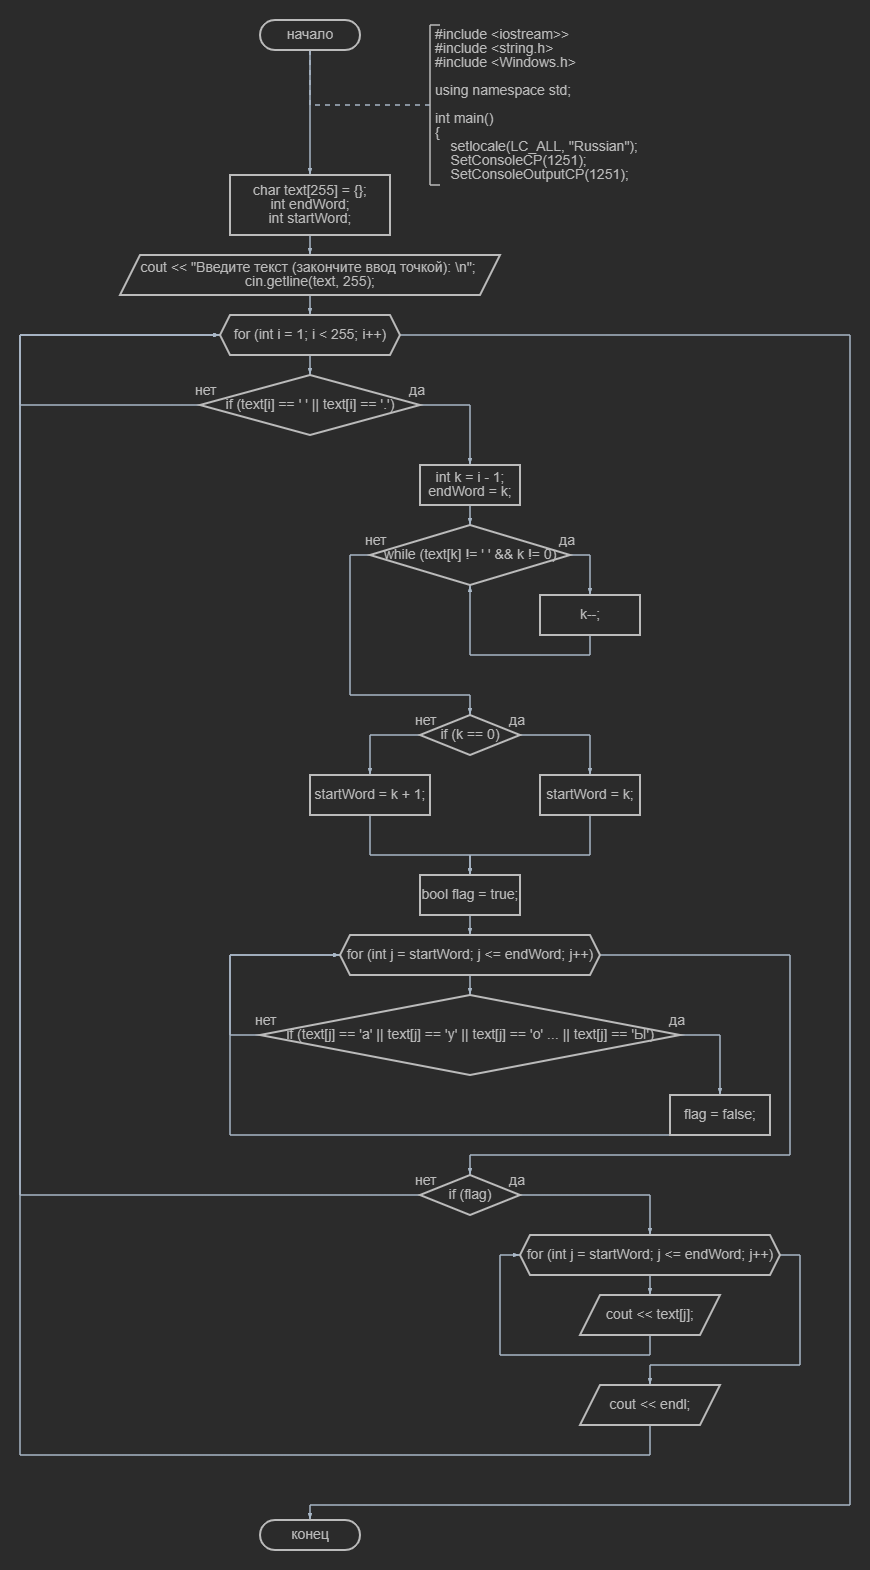 начало
#include <iostream>>
#include <string.h>
#include <Windows.h>
using namespace std;
int main()
{
setlocale(LC_ALL, "Russian");
SetConsoleCP(1251);
SetConsoleOutputCP(1251);
char text[255] = {};
int endWord;
int startWord;
cout << "Введите текст (закончите ввод точкой): \n";
cin.getline(text, 255);
for (int i = 1; i < 255; i++)
нет
да
if (text[i] == ' ' || text[i] == '.')
int k = i - 1;
endWord = k;
нет
да
while (text[k] != ' ' && k != 0)
k--;
нет
да
if (k == 0)
startWord = k + 1;
startWord = k;
bool flag = true;
for (int j = startWord; j <= endWord; j++)
нет
да
if (text[j] == 'а' || text[j] == 'у' || text[j] == 'о' ... || text[j] == 'Ы')
flag = false;
нет
да
if (flag)
for (int j = startWord; j <= endWord; j++)
cout << text[j];
cout << endl;
конец